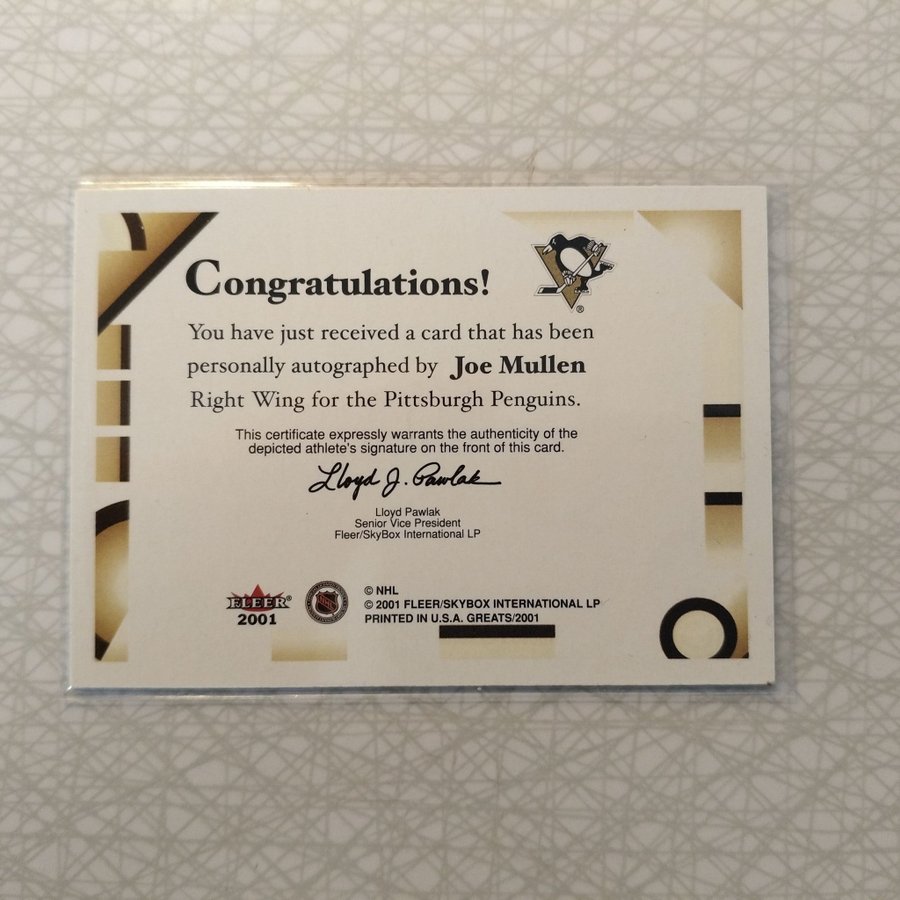 Congratulations!
®
You have just received a card that has been
personally autographed by Joe Mullen
Right Wing for the Pittsburgh Penguins.
This certificate expressly warrants the authenticity of the
depicted athlete's signature on the front of this card.
Lloyd J. Pawlak
Lloyd Pawlak
Senior Vice President
Fleer/SkyBox International LP
FLEER®
2001
NHL
© NHL
© 2001 FLEER/SKYBOX INTERNATIONAL LP
PRINTED IN U.S.A. GREATS/2001